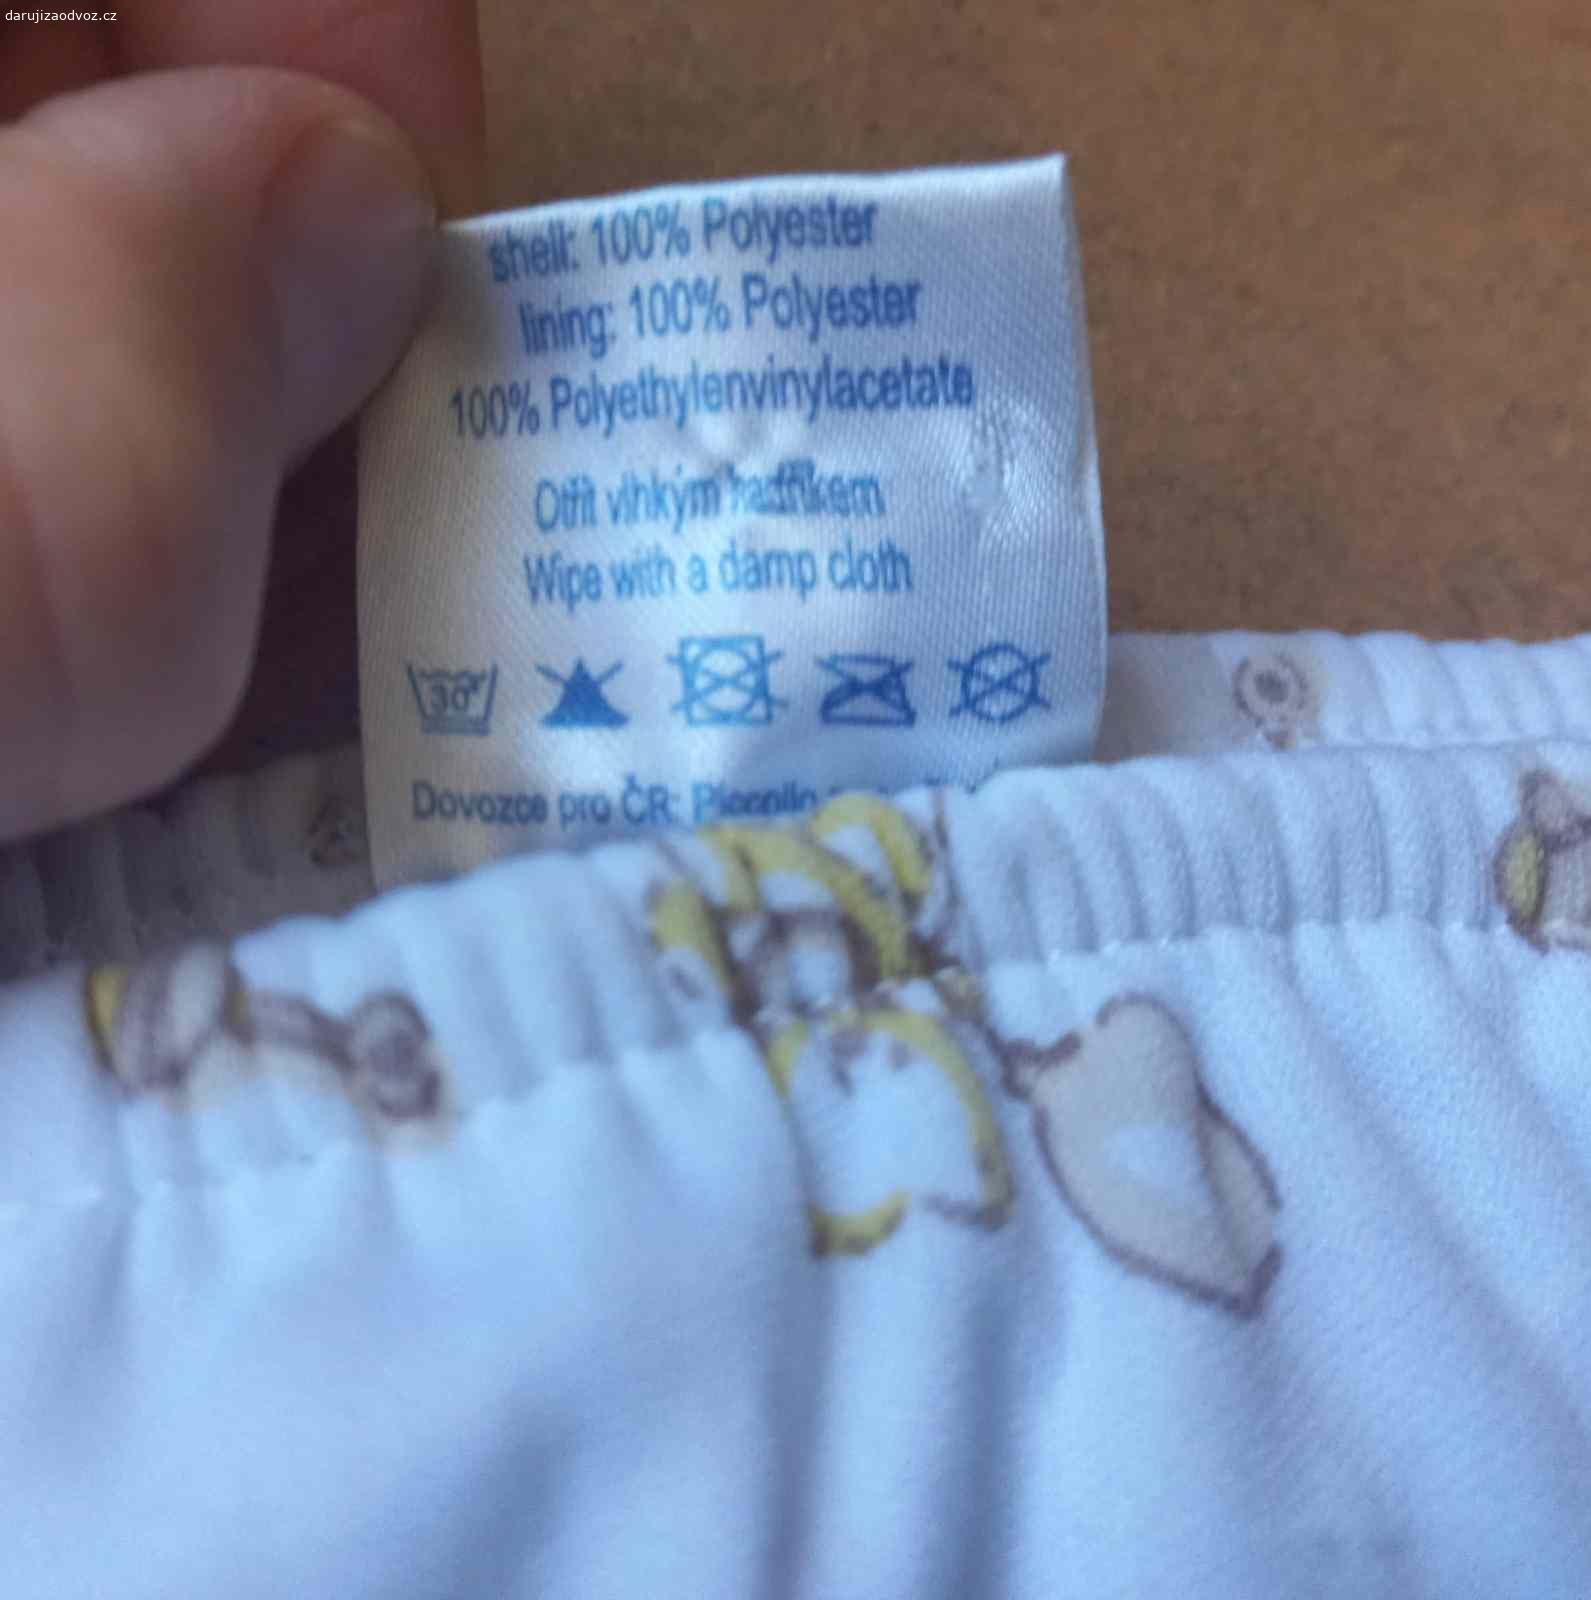 darujizaodvoz.cz
shell: 100% Polyester
lining: 100% Polyester
100% Polyethylenvinylacetate
Otřít vlhkým hadříkem
Wipe with a damp cloth
30°
Dovozce pro ČR: Piccollo